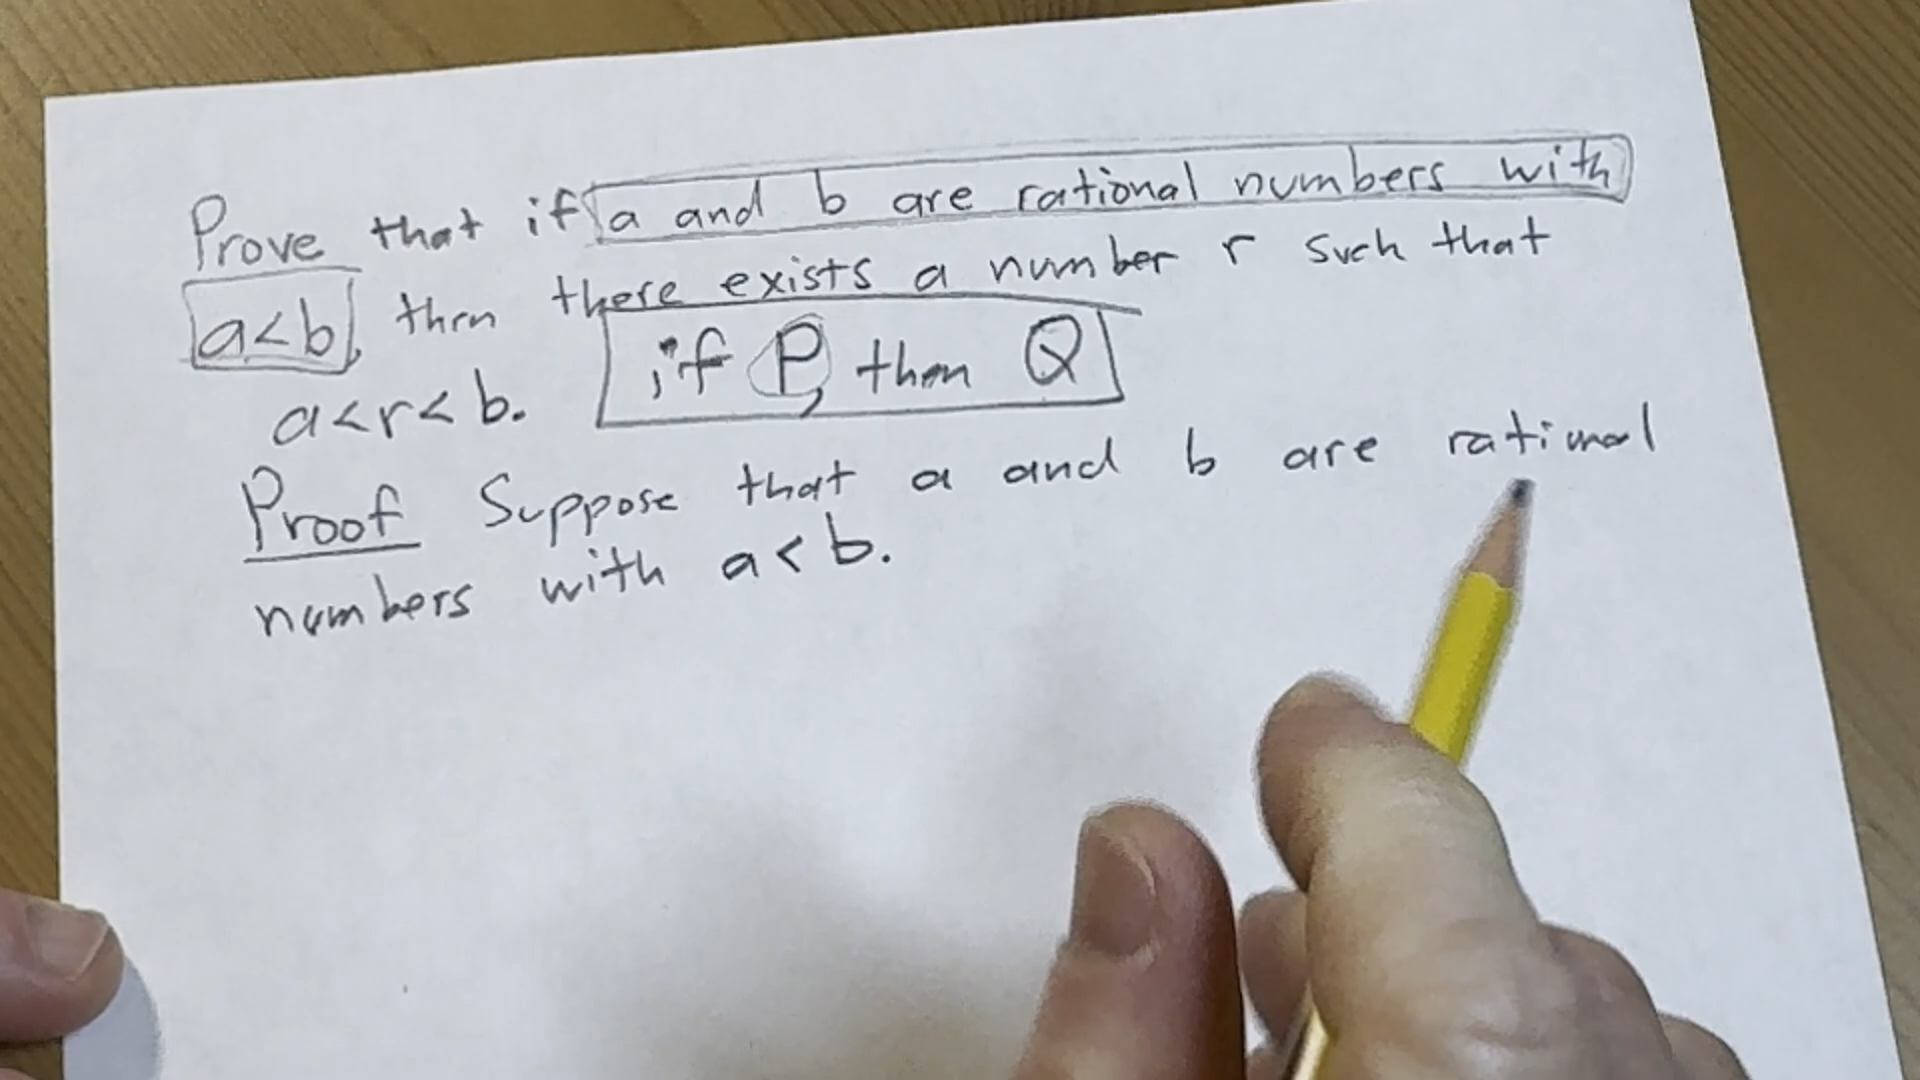 Prove that if a and b are rational numbers with
a<b, then there exists a number r such that
a<r<b. if P, then Q
Proof Suppose that a and b are rational
numbers with a<b.